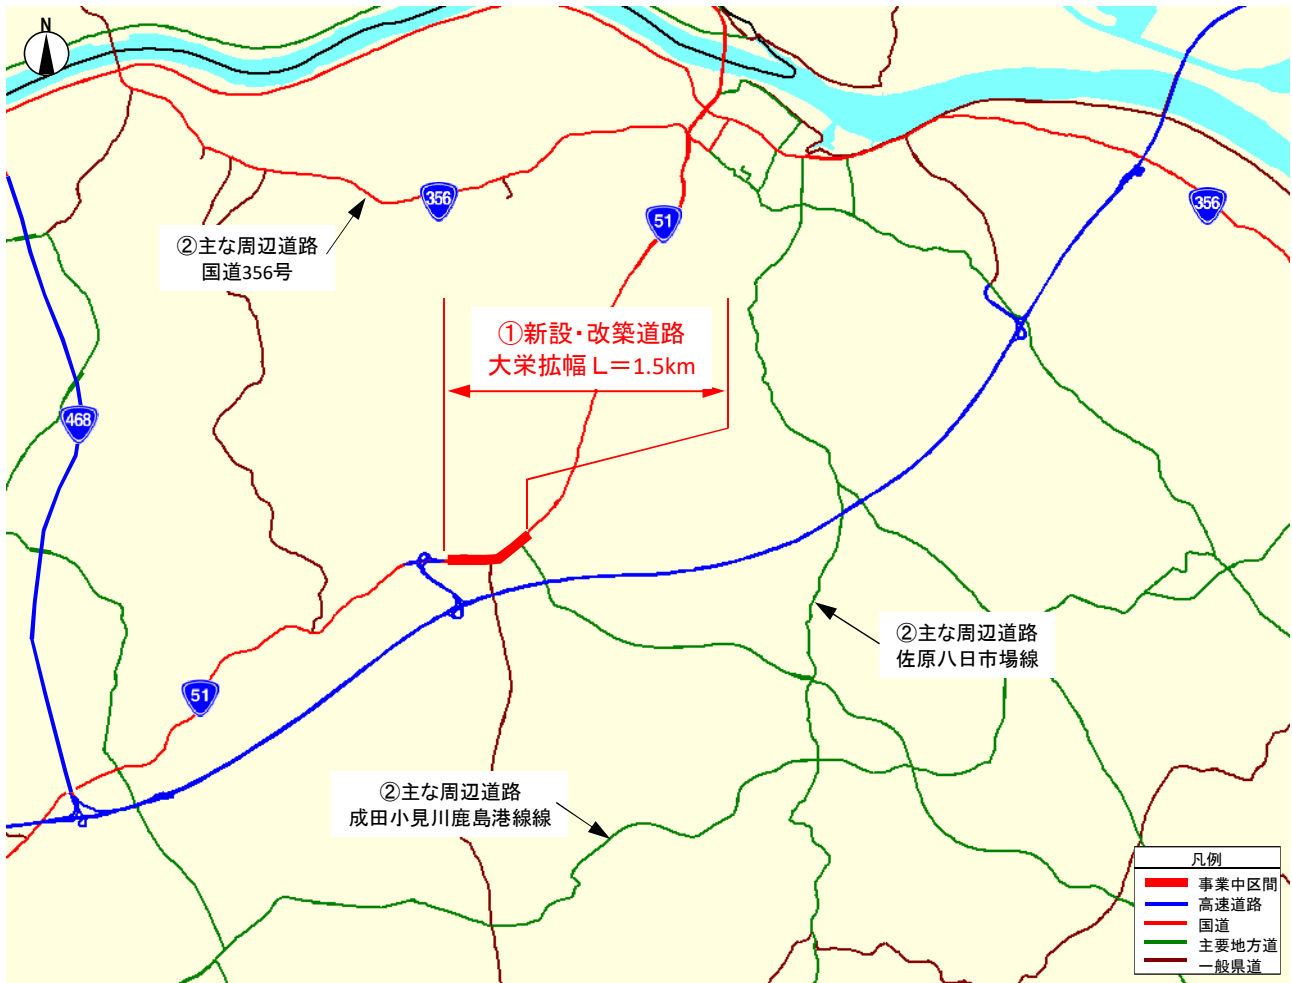 N
356
51
356
②主な周辺道路
国道356号
①新設・改築道路
大栄拡幅 L＝1.5km
468
②主な周辺道路
佐原八日市場線
51
②主な周辺道路
成田小見川鹿島港線線
凡例
事業中区間
高速道路
国道
主要地方道
一般県道